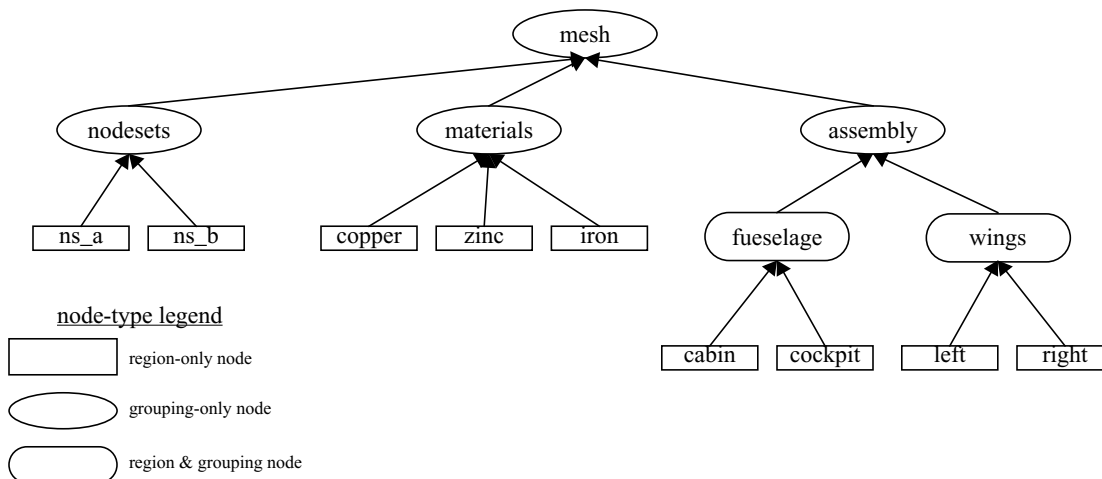 mesh
nodesets materials assembly
ns_a ns_b copper zinc iron fueselage wings
node-type legend
cabin cockpit left right
region-only node
grouping-only node
region & grouping node